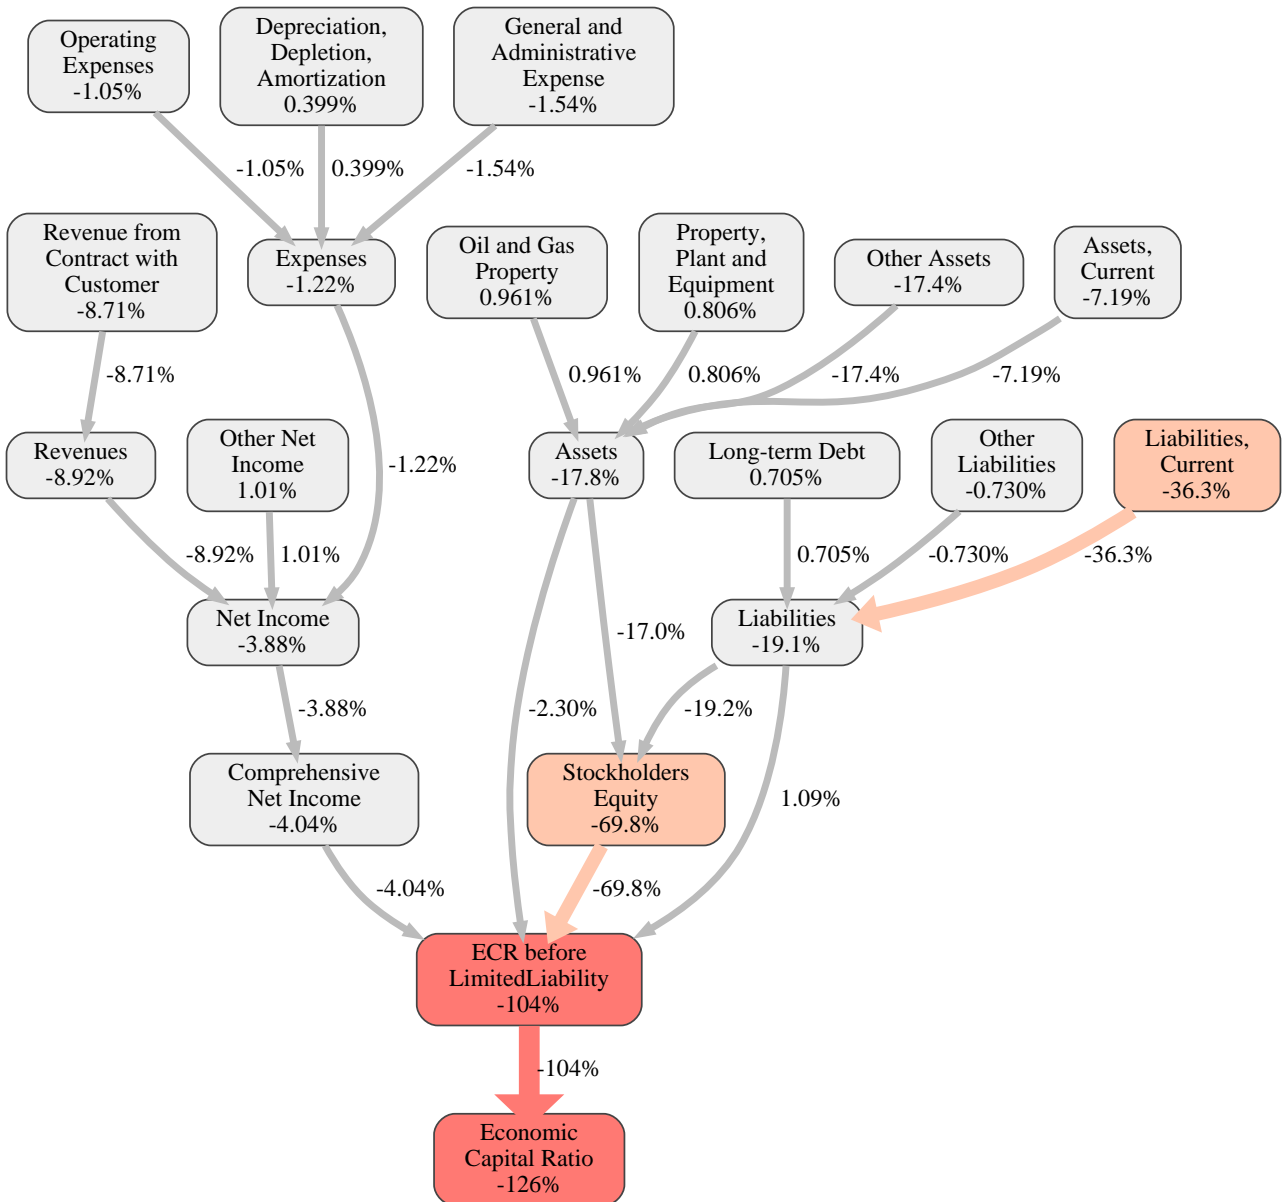 Operating
Expenses
-1.05%
Depreciation,
Depletion,
Amortization
0.399%
General and
Administrative
Expense
-1.54%
-1.05%
0.399%
-1.54%
Revenue from
Contract with
Customer
-8.71%
Expenses
-1.22%
Oil and Gas
Property
0.961%
Property,
Plant and
Equipment
0.806%
Other Assets
-17.4%
Assets,
Current
-7.19%
-8.71%
0.961%
0.806%
-17.4%
-7.19%
Revenues
-8.92%
Other Net
Income
1.01%
-1.22%
Assets
-17.8%
Long-term Debt
0.705%
Other
Liabilities
-0.730%
Liabilities,
Current
-36.3%
-8.92%
1.01%
0.705%
-0.730%
-36.3%
Net Income
-3.88%
-17.0%
Liabilities
-19.1%
-3.88%
-2.30%
-19.2%
Comprehensive
Net Income
-4.04%
Stockholders
Equity
-69.8%
1.09%
-4.04%
-69.8%
ECR before
LimitedLiability
-104%
-104%
Economic
Capital Ratio
-126%